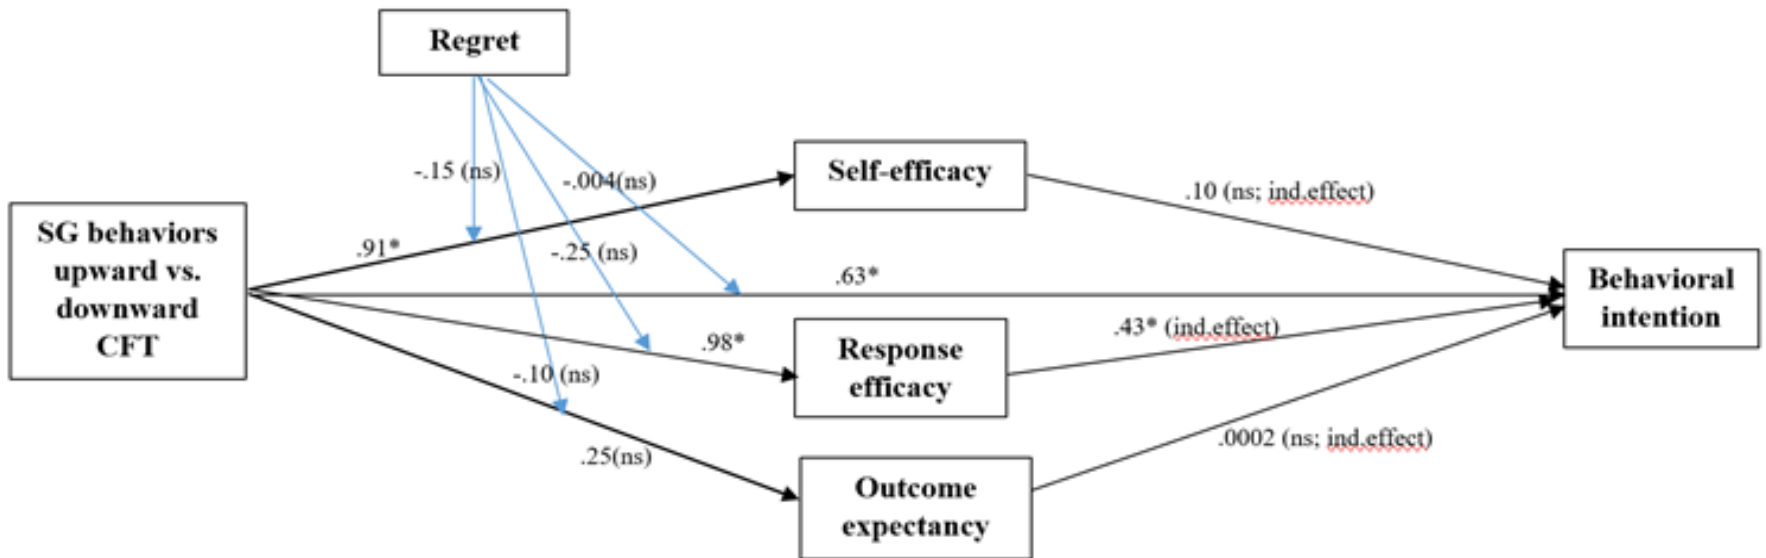 Regret
-.15 (ns)
-.004(ns)
Self-efficacy
.10 (ns; ind.effect)
SG behaviors
upward vs.
downward
CFT
.91*
-.25 (ns)
.63*
Behavioral
intention
.98*
Response
efficacy
.43* (ind.effect)
-.10 (ns)
.25(ns)
.0002 (ns; ind.effect)
Outcome
expectancy